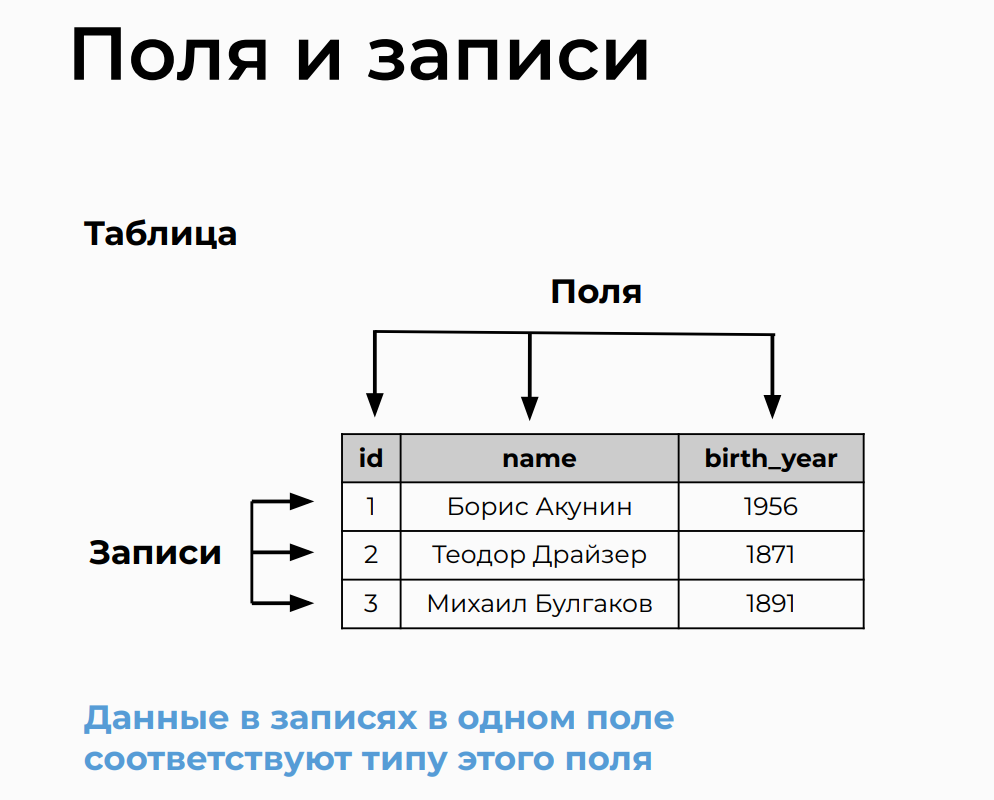 Поля и записи
Таблица
Поля
id name birth_year
1 Борис Акунин 1956
Записи
2 Теодор Драйзер 1871
3 Михаил Булгаков 1891
Данные в записях в одном поле
соответствуют типу этого поля